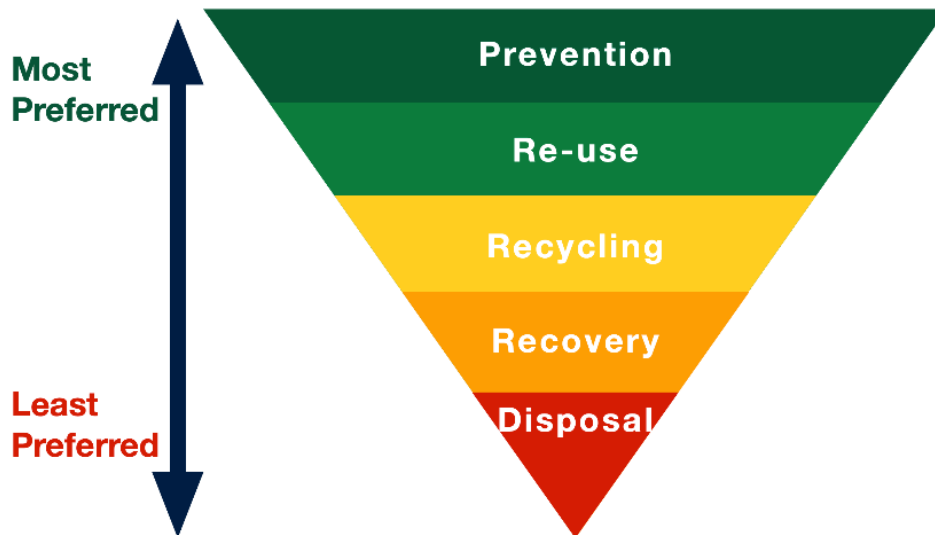 Most
Preferred
Prevention
Re-use
Recycling
Recovery
Least
Preferred
Disposal